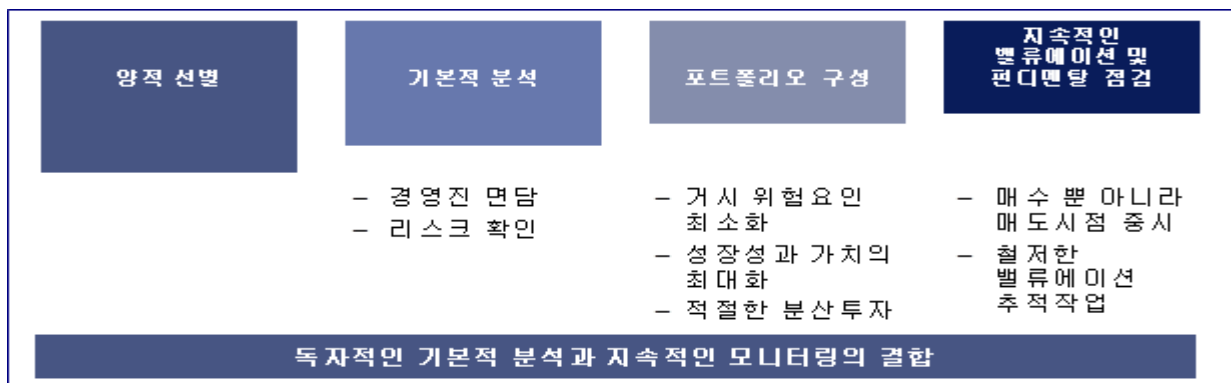 양적 선별
기본적 분석
포트폴리오 구성
지속적인
밸류에이션 및
펀디멘탈 점검
– 경영진 면담
– 리스크 확인
– 거시 위험요인
최소화
– 성장성과 가치의
최대화
– 적절한 분산투자
– 매수 뿐 아니라
매도시점 중시
– 철저한
밸류에이션
추적작업
독자적인 기본적 분석과 지속적인 모니터링의 결합